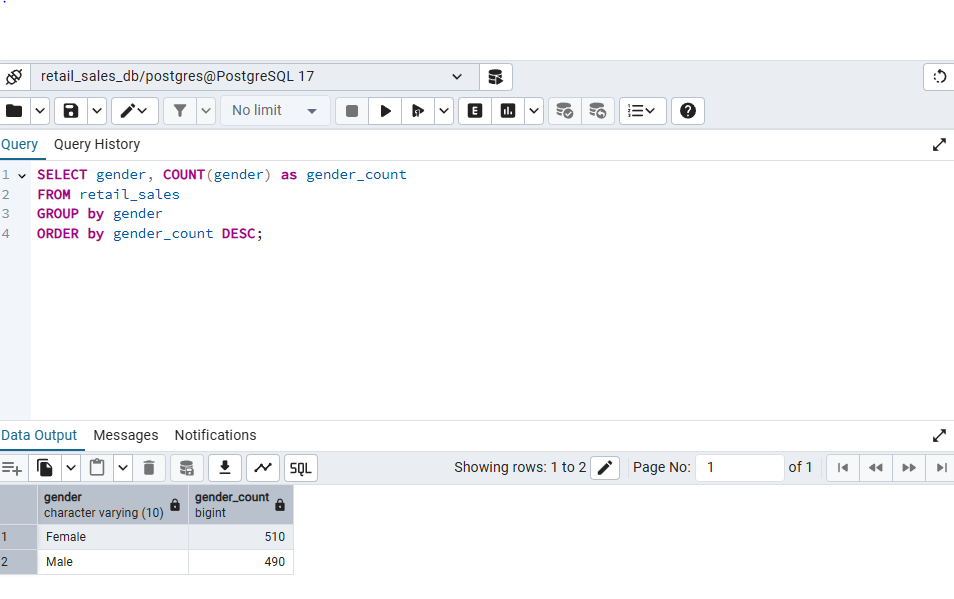 retail_sales_db/postgres@PostgreSQL 17
No limit
E
Query Query History
1 SELECT gender, COUNT(gender) as gender_count
2 FROM retail_sales
3 GROUP by gender
4 ORDER by gender_count DESC;
Data Output Messages Notifications
SQL Showing rows: 1 to 2 Page No: 1 of 1
gender gender_count
character varying (10) bigint
1 Female 510
2 Male 490